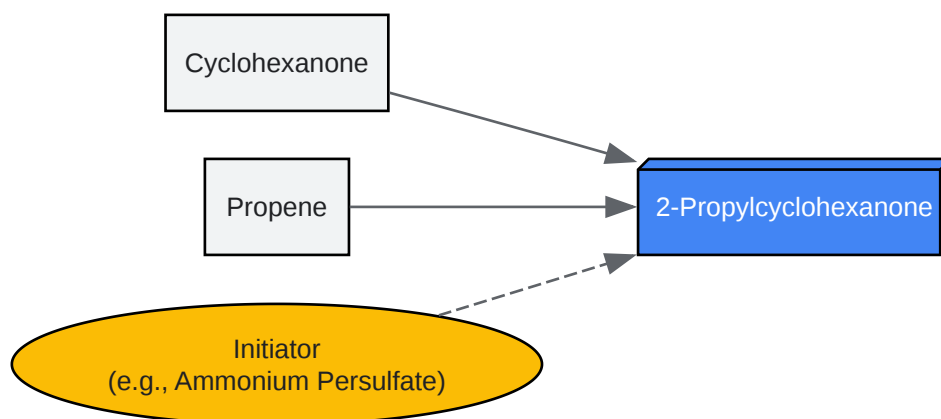 Cyclohexanone
Propene
2-Propylcyclohexanone
Initiator
(e.g., Ammonium Persulfate)